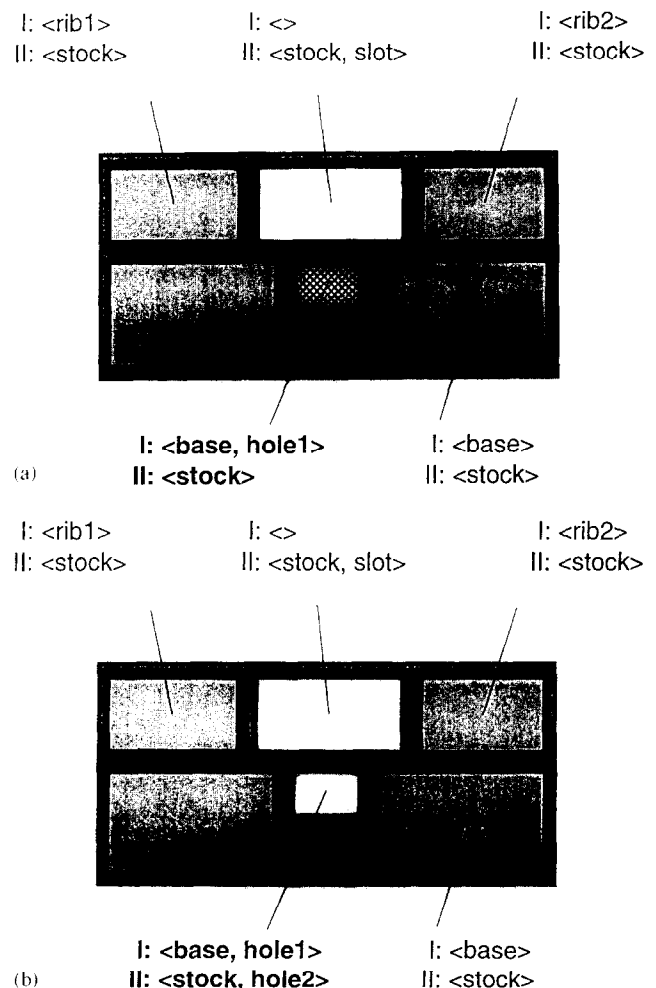 I: <rib1> I: <> I: <rib2>
II: <stock> II: <stock, slot> II: <stock>
I: <base, hole1> I: <base>
(a) II: <stock> II: <stock>
I: <rib1> I: <> I: <rib2>
II: <stock> II: <stock, slot> II: <stock>
I: <base, hole1> I: <base>
(b) II: <stock, hole2> II: <stock>